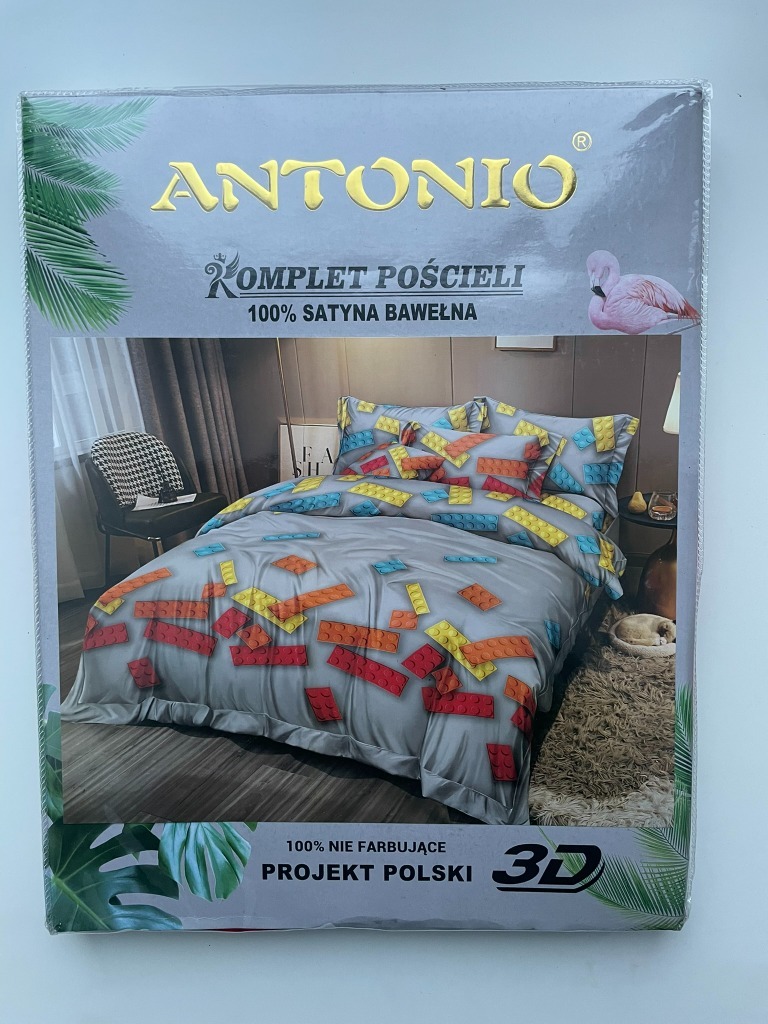 ANTONIO®
KOMPLET POŚCIELI
100% SATYNA BAWEŁNA
100% NIE FARBUJĄCE
PROJEKT POLSKI 3D